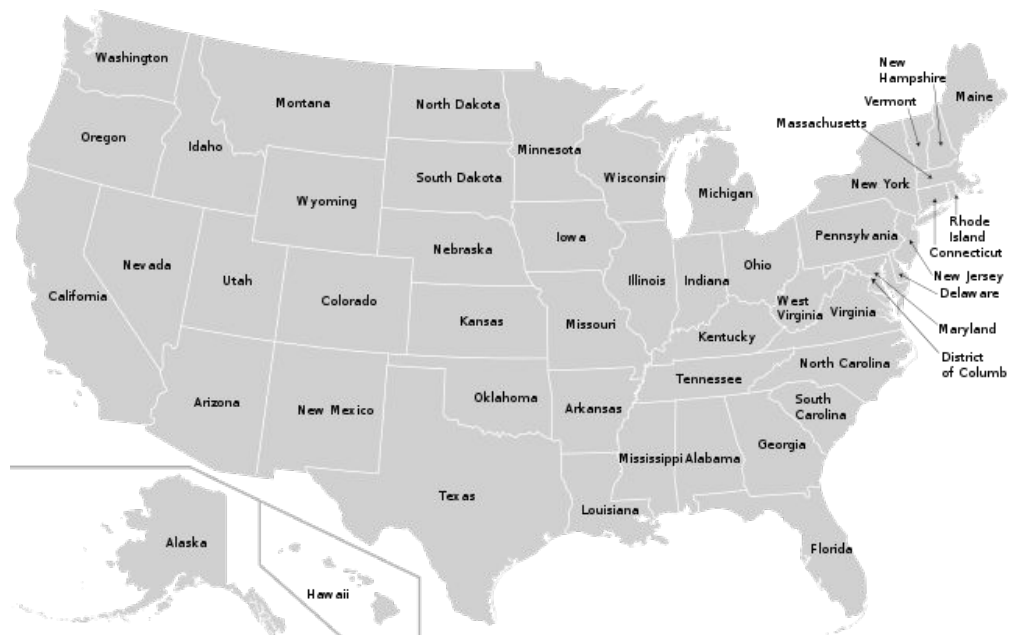 Washington
Montana
North Dakota
Minnesota
New
Hampshire
Vermont
Maine
Massachusetts
Oregon
Idaho
South Dakota
Wisconsin
Michigan
New York
Wyoming
Rhode
Island
Connecticut
Nebraska
Iowa
Pennsylvania
New Jersey
Delaware
Nevada
Utah
Colorado
Illinois
Indiana
Ohio
California
Kansas
Missouri
West
Virginia
Virginia
Kentucky
Maryland
District
of Columb
Arizona
New Mexico
Oklahoma
Arkansas
Tennessee
North Carolina
South
Carolina
Mississippi
Alabama
Georgia
Texas
Louisiana
Florida
Alaska
Hawaii